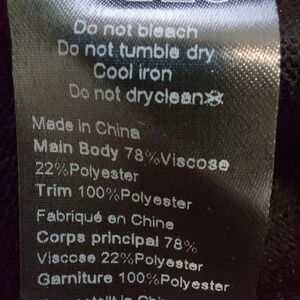 Do not bleach
Do not tumble dry
Cool iron
Do not dryclean
Made in China
Main Body 78%Viscose
22%Polyester
Trim 100%Polyester
Fabriqué en Chine
Corps principal 78%
Viscose 22%Polyester
Garniture 100%Polyester